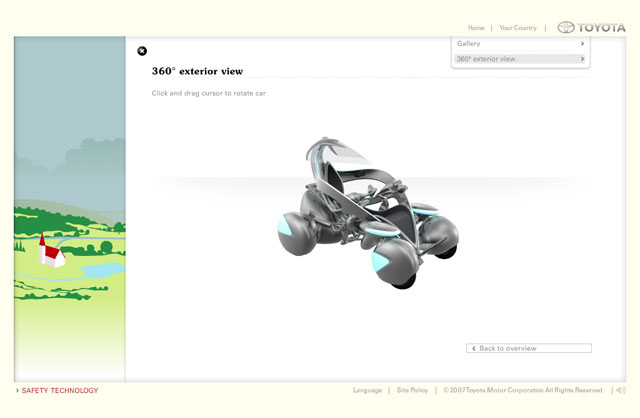 Home | Your Country | TOYOTA
Gallery
360° exterior view
360° exterior view
Click and drag cursor to rotate car
Back to overview
SAFETY TECHNOLOGY
Language | Site Policy | ©2007 Toyota Motor Corporation All Rights Reserved. |